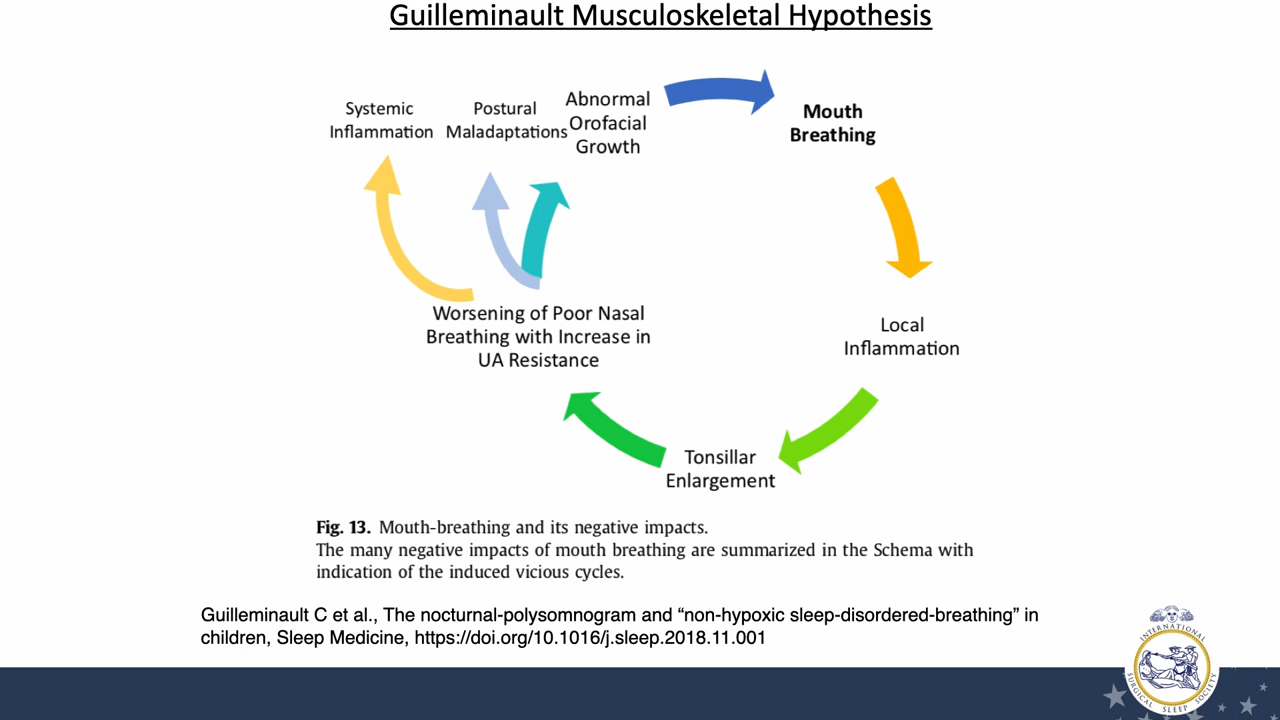 Guilleminault Musculoskeletal Hypothesis
Systemic
Inflammation
Postural
Maladaptations
Abnormal
Orofacial
Growth
Mouth
Breathing
Local
Inflammation
Tonsillar
Enlargement
Worsening of Poor Nasal
Breathing with Increase in
UA Resistance
Fig. 13. Mouth-breathing and its negative impacts.
The many negative impacts of mouth breathing are summarized in the Schema with
indication of the induced vicious cycles.
Guilleminault C et al., The nocturnal-polysomnogram and “non-hypoxic sleep-disordered-breathing” in
children, Sleep Medicine, https://doi.org/10.1016/j.sleep.2018.11.001
INTERNATIONAL
SURGICAL SLEEP SOCIETY